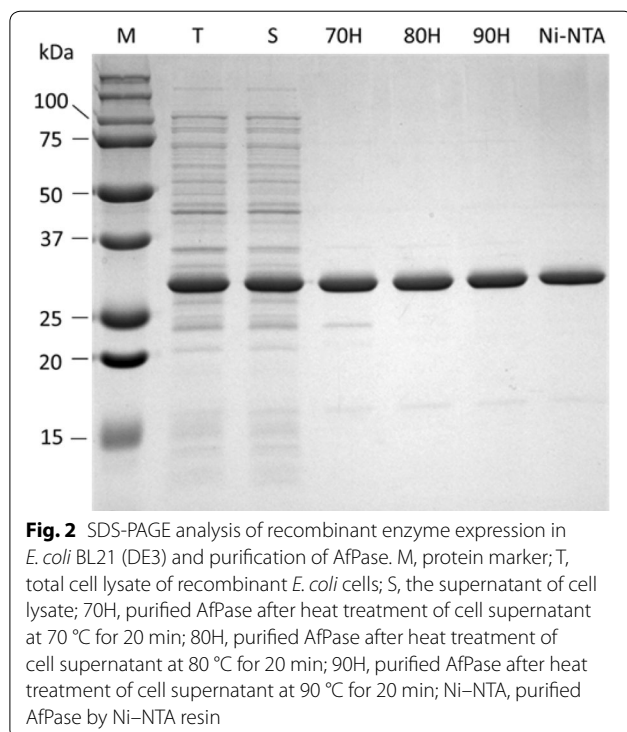 M T S 70H 80H 90H Ni-NTA
kDa
100
75
50
37
25
20
15
Fig. 2 SDS-PAGE analysis of recombinant enzyme expression in
E. coli BL21 (DE3) and purification of AfPase. M, protein marker; T,
total cell lysate of recombinant E. coli cells; S, the supernatant of cell
lysate; 70H, purified AfPase after heat treatment of cell supernatant
at 70 °C for 20 min; 80H, purified AfPase after heat treatment of
cell supernatant at 80 °C for 20 min; 90H, purified AfPase after heat
treatment of cell supernatant at 90 °C for 20 min; Ni–NTA, purified
AfPase by Ni–NTA resin